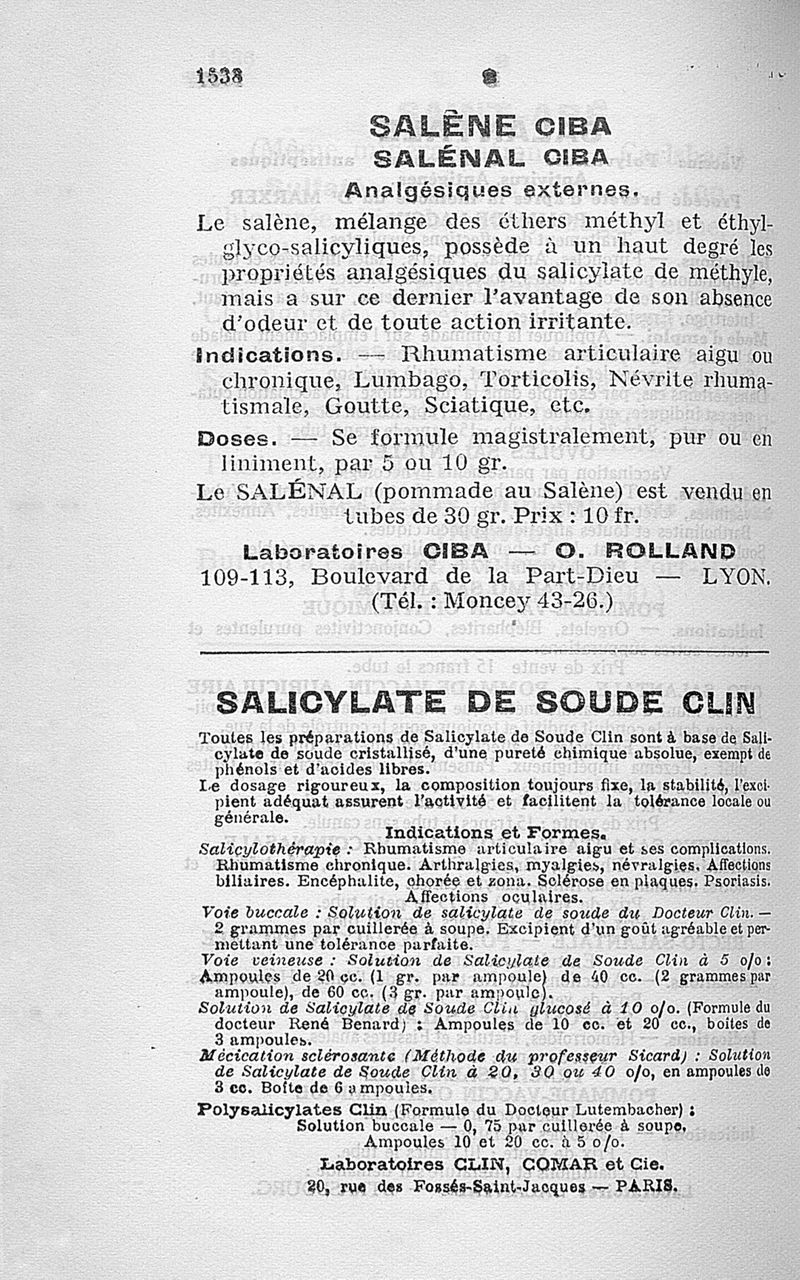 1538
S
SALÈNE CIBA
SALÉNAL CIBA
Analgésiques externes.
Le salène, mélange des éthers méthyl et éthyl-
glyco-salicyliques, possède à un haut degré les
propriétés analgésiques du salicylate de méthyle,
mais a sur ce dernier l'avantage de son absence
d'odeur et de toute action irritante.
Indications. — Rhumatisme articulaire aigu ou
chronique, Lumbago, Torticolis, Névrite rhuma-
tismale, Goutte, Sciatique, etc.
Doses. — Se formule magistralement, pur ou en
liniment, par 5 ou 10 gr.
Le SALÉNAL (pommade au Salène) est vendu en
tubes de 30 gr. Prix : 10 fr.
Laboratoires CIBA — O. ROLLAND
109-113, Boulevard de la Part-Dieu — LYON.
(Tél. : Moncey 43-26.)
SALICYLATE DE SOUDE CLIN
Toutes les préparations de Salicylate de Soude Clin sont à base de Sali-
cylate de soude cristallisé, d'une pureté chimique absolue, exempt de
phénols et d'acides libres.
Le dosage rigoureux, la composition toujours fixe, la stabilité, l'exci-
pient adéquat assurent l'activité et facilitent la tolérance locale ou
générale.
Indications et Formes.
Salicylothérapie : Rhumatisme articulaire aigu et ses complications.
Rhumatisme chronique. Arthralgies, myalgies, névralgies. Affections
biliaires. Encéphalite, chorée et zona. Sclérose en plaques. Psoriasis.
Affections oculaires.
Voie buccale : Solution de salicylate de soude du Docteur Clin. —
2 grammes par cuillerée à soupe. Excipient d'un goût agréable et per-
mettant une tolérance parfaite.
Voie veineuse : Solution de Salicylate de Soude Clin à 5 o/o :
Ampoules de 20 cc. (1 gr. par ampoule) de 40 cc. (2 grammes par
ampoule), de 60 cc. (3 gr. par ampoule).
Solution de Salicylate de Soude Clin glucosé à 10 o/o. (Formule du
docteur René Benard) : Ampoules de 10 cc. et 20 cc., boites de
3 ampoules.
Mécication sclérosante (Méthode du professeur Sicard) : Solution
de Salicylate de Soude Clin à 20, 30 ou 40 o/o, en ampoules de
3 cc. Boîte de 6 ampoules.
Polysalicylates Clin (Formule du Docteur Lutembacher) :
Solution buccale — 0, 75 par cuillerée à soupe.
Ampoules 10 et 20 cc. à 5 o/o.
Laboratoires CLIN, COMAR et Cie.
20, rue des Fossés-Saint-Jacques — PARIS.